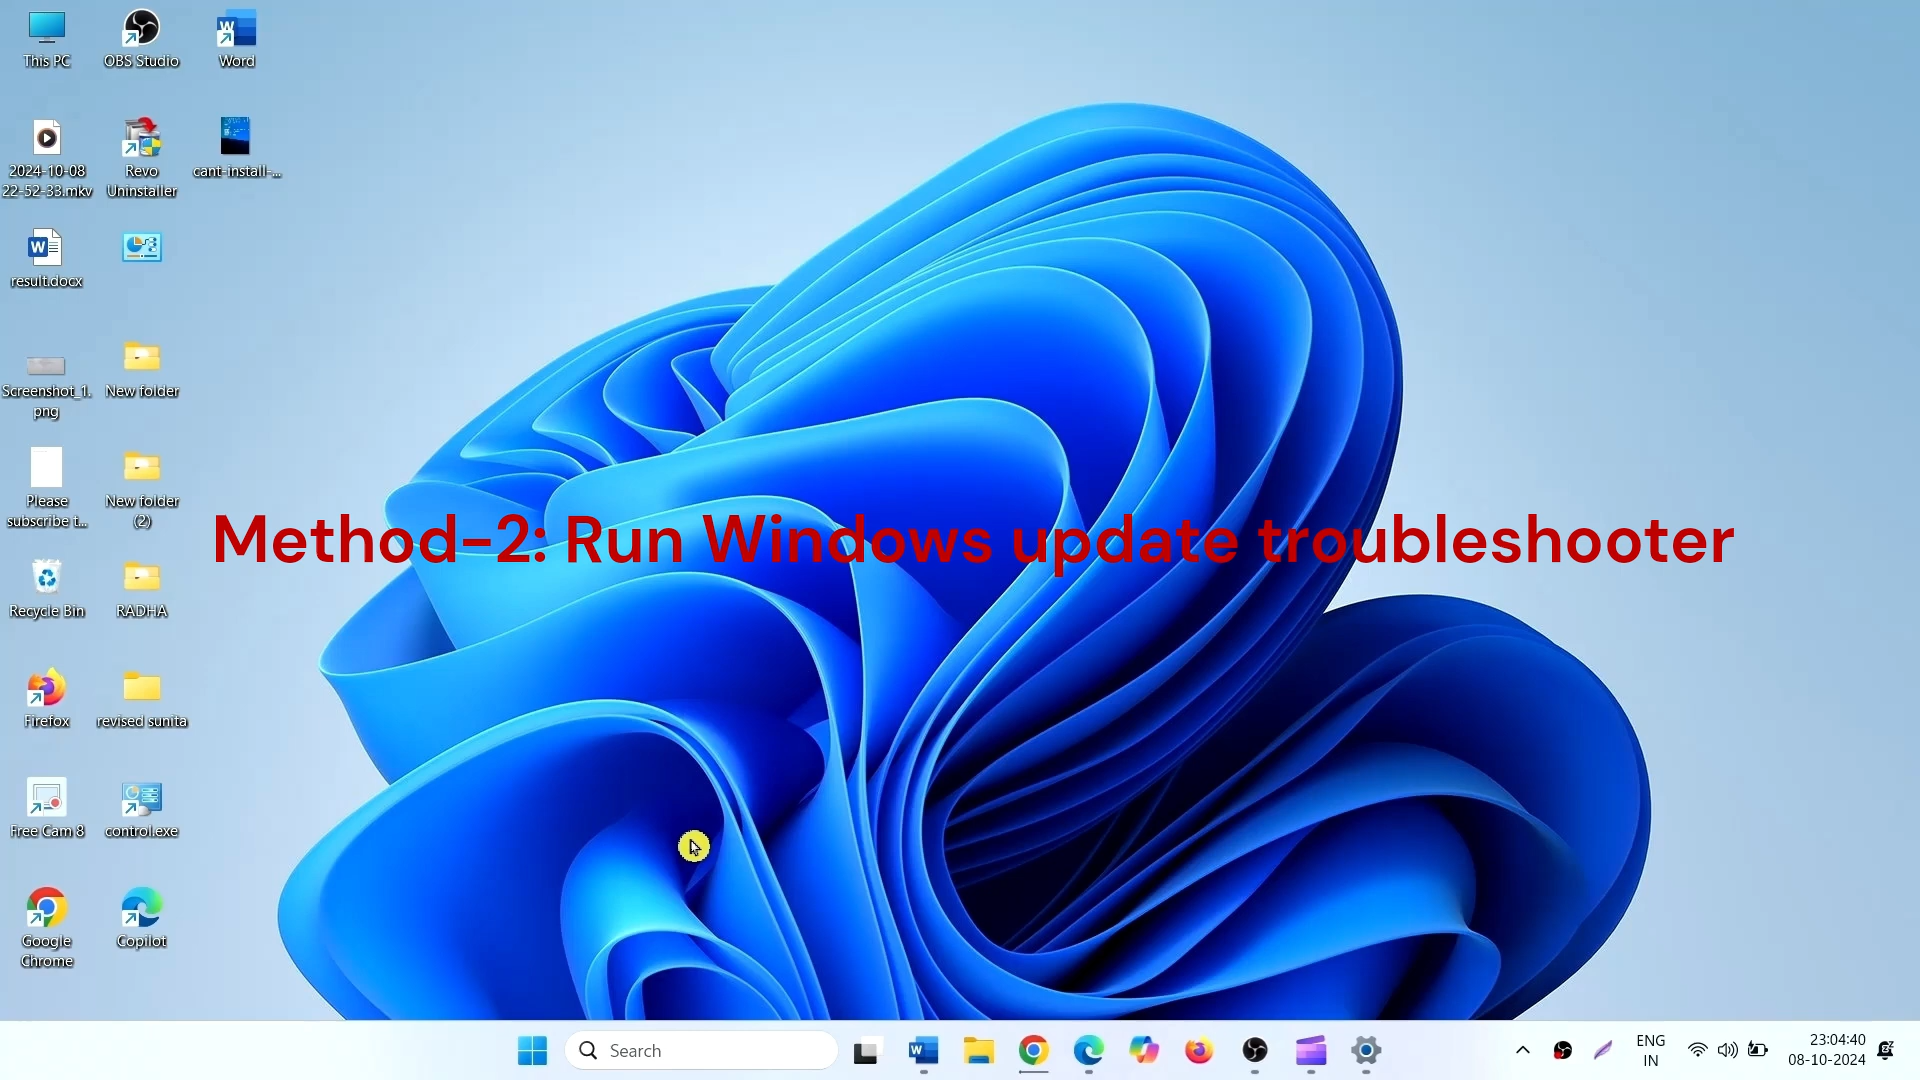 This PC
OBS Studio
Word
2024-10-08
22-52-33.mkv
Revo
Uninstaller
cant-install-...
result.docx
Screenshot_1.
png
New folder
Please
subscribe t...
New folder
(2)
Method-2: Run Windows update troubleshooter
Recycle Bin
RADHA
Firefox
revised sunita
Free Cam 8
control.exe
Google
Chrome
Copilot
Search
ENG
IN
23:04:40
08-10-2024